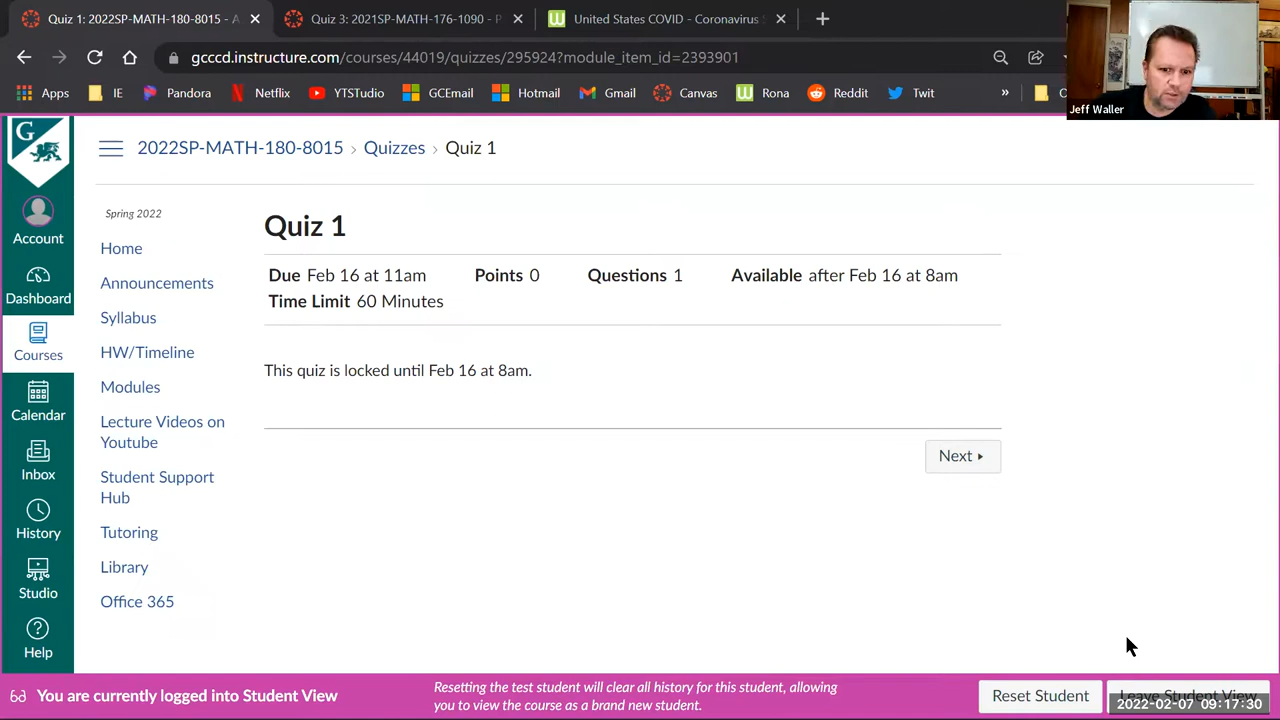 Quiz 1: 2022SP-MATH-180-8015 - A
Quiz 3: 2021SP-MATH-176-1090 - P
United States COVID - Coronavirus S
gcccd.instructure.com/courses/41019/quizzes/295924?module_item_id=2393901
Apps IE Pandora Netflix YTStudio GCEmail Hotmail Gmail Canvas Rona Reddit Twit »
Jeff Waller
G
2022SP-MATH-180-8015 › Quizzes › Quiz 1
Account
Dashboard
Courses
Calendar
Inbox
History
Studio
Help
Spring 2022
Home
Announcements
Syllabus
HW/Timeline
Modules
Lecture Videos on
Youtube
Student Support
Hub
Tutoring
Library
Office 365
Quiz 1
Due Feb 16 at 11am Points 0 Questions 1 Available after Feb 16 at 8am
Time Limit 60 Minutes
This quiz is locked until Feb 16 at 8am.
Next
You are currently logged into Student View
Resetting the test student will clear all history for this student, allowing
you to view the course as a brand new student.
Reset Student
Leave Student View
2022-02-07 09:17:30